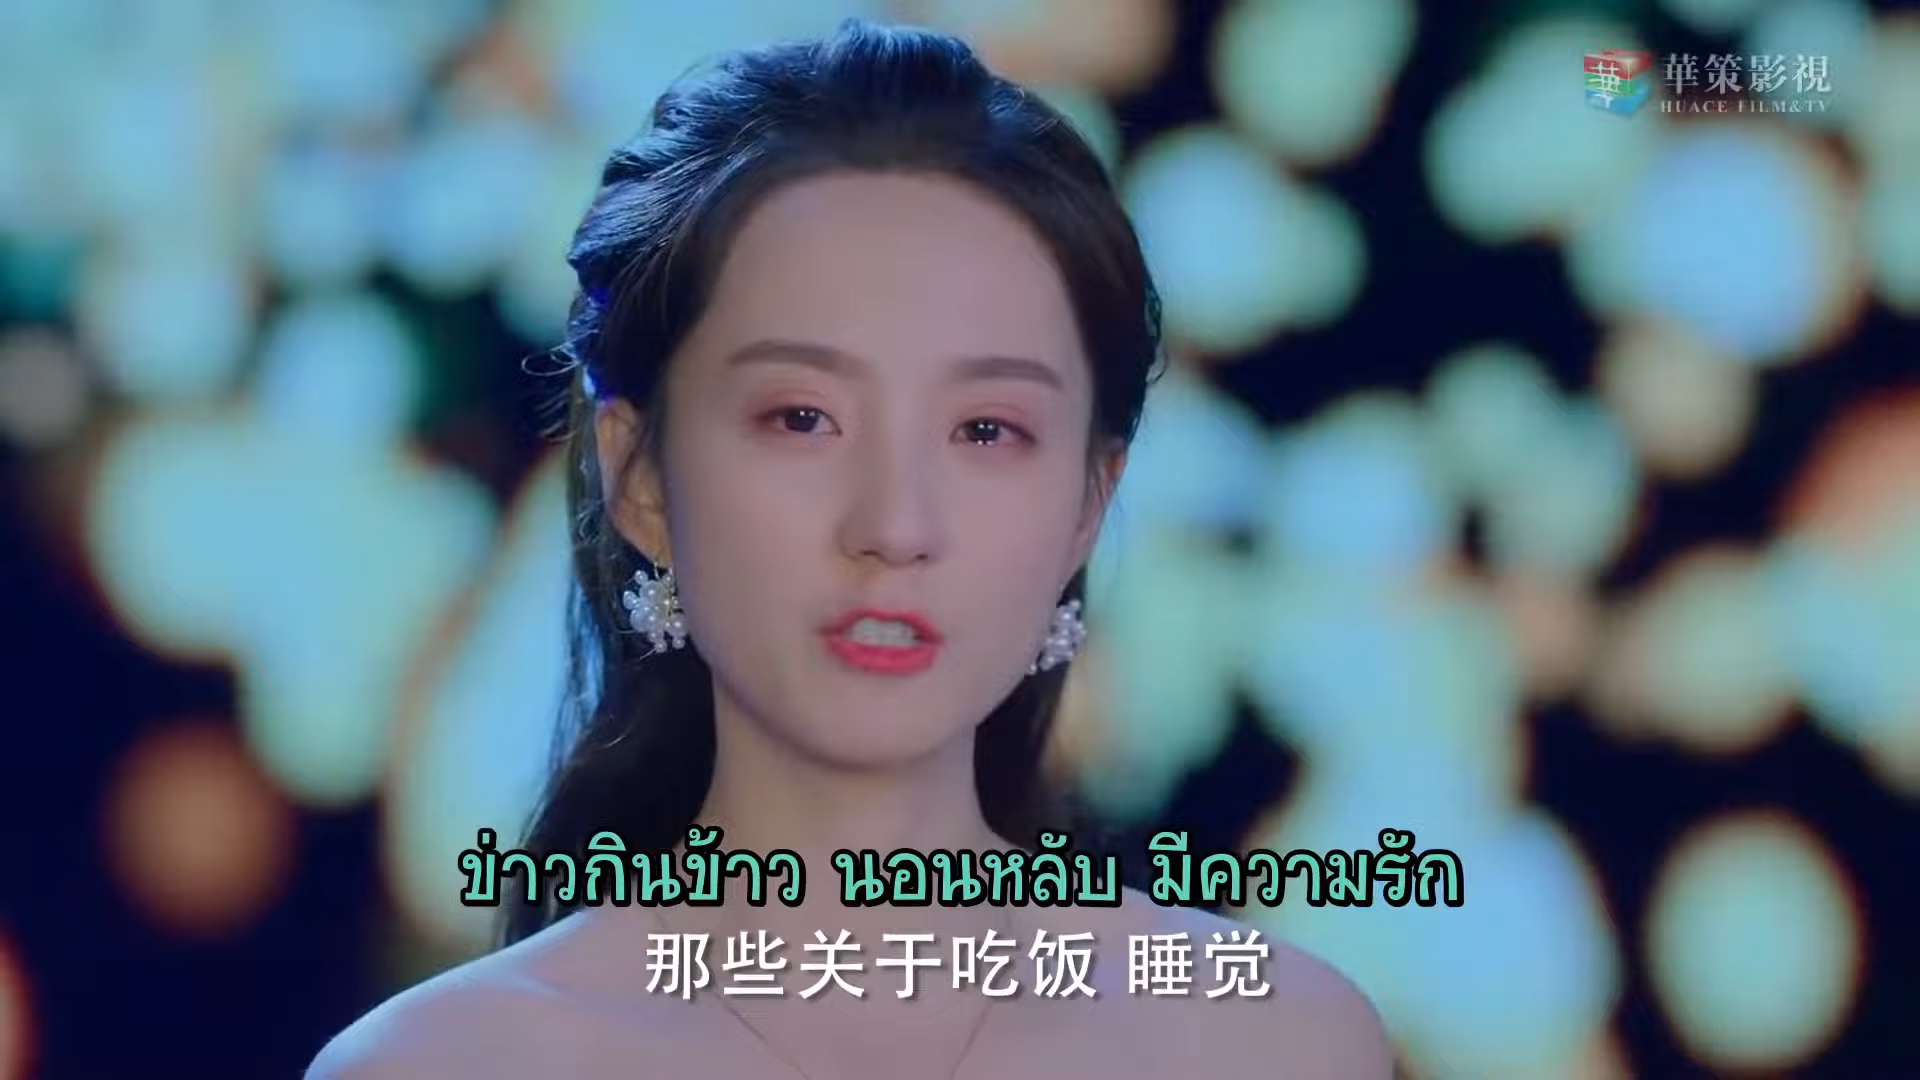 華
華策影視
HUACE FILM&TV
ข่าวกินข้าว นอนหลับ มีความรัก
那些关于吃饭 睡觉